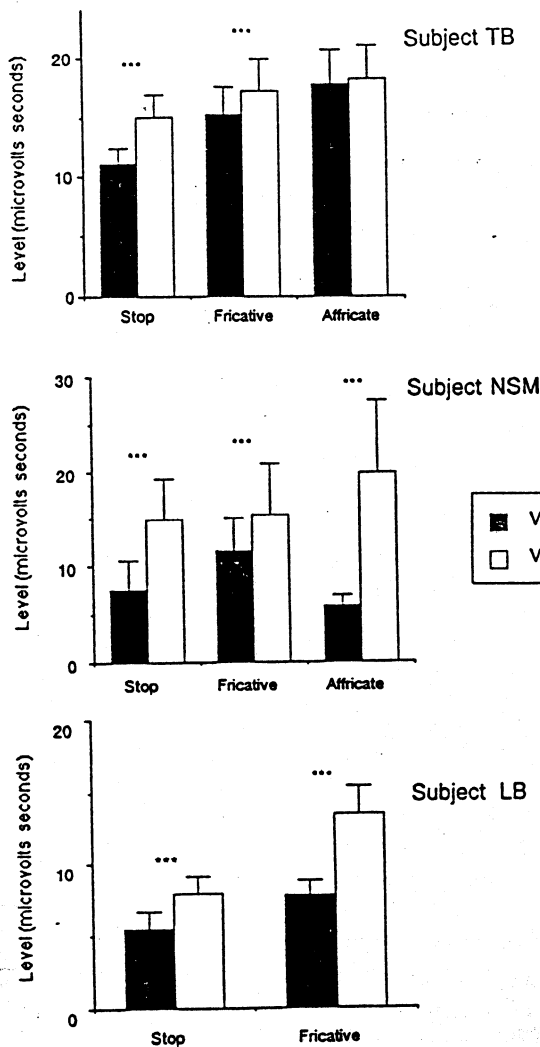 Subject TB
***
***
Level (microvolts seconds)
20
10
0
Stop Fricative Affricate
Subject NSM
***
***
***
Level (microvolts seconds)
30
20
10
0
Stop Fricative Affricate
V
V
Subject LB
***
***
Level (microvolts seconds)
20
10
0
Stop Fricative